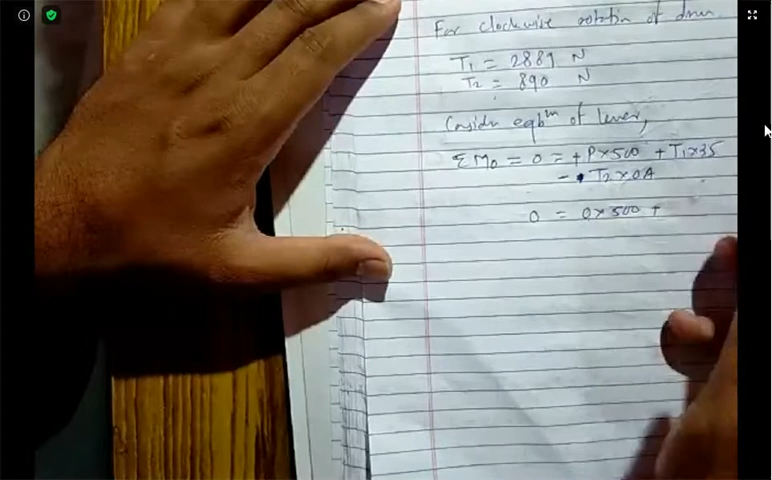 For clockwise rotation of drum
T1 = 2889 N
T2 = 890 N
Consider eqbm of lever,
ΣMo = 0 = +P×500 + T1×35
- T2×OA
0 = 0×500 +